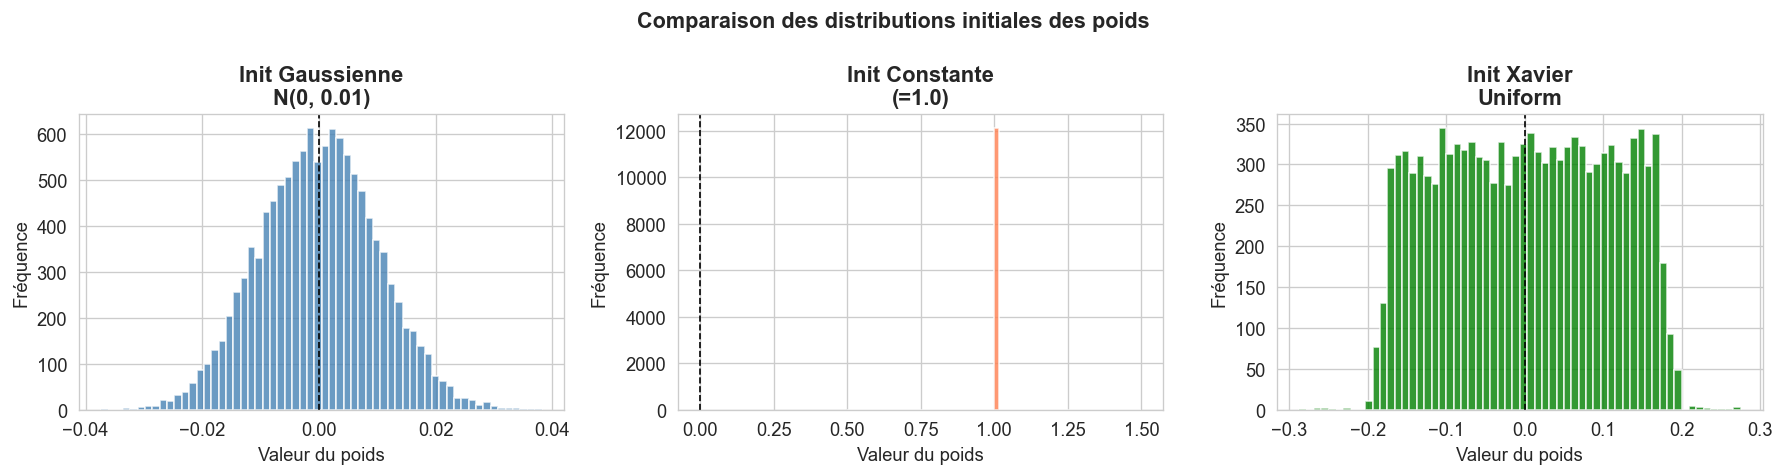 Comparaison des distributions initiales des poids
Init Gaussienne
N(0, 0.01)
Fréquence
600
500
400
300
200
100
0
−0.04 −0.02 0.00 0.02 0.04
Valeur du poids
Init Constante
(=1.0)
Fréquence
12000
10000
8000
6000
4000
2000
0
0.00 0.25 0.50 0.75 1.00 1.25 1.50
Valeur du poids
Init Xavier
Uniform
Fréquence
350
300
250
200
150
100
50
0
−0.3 −0.2 −0.1 0.0 0.1 0.2 0.3
Valeur du poids